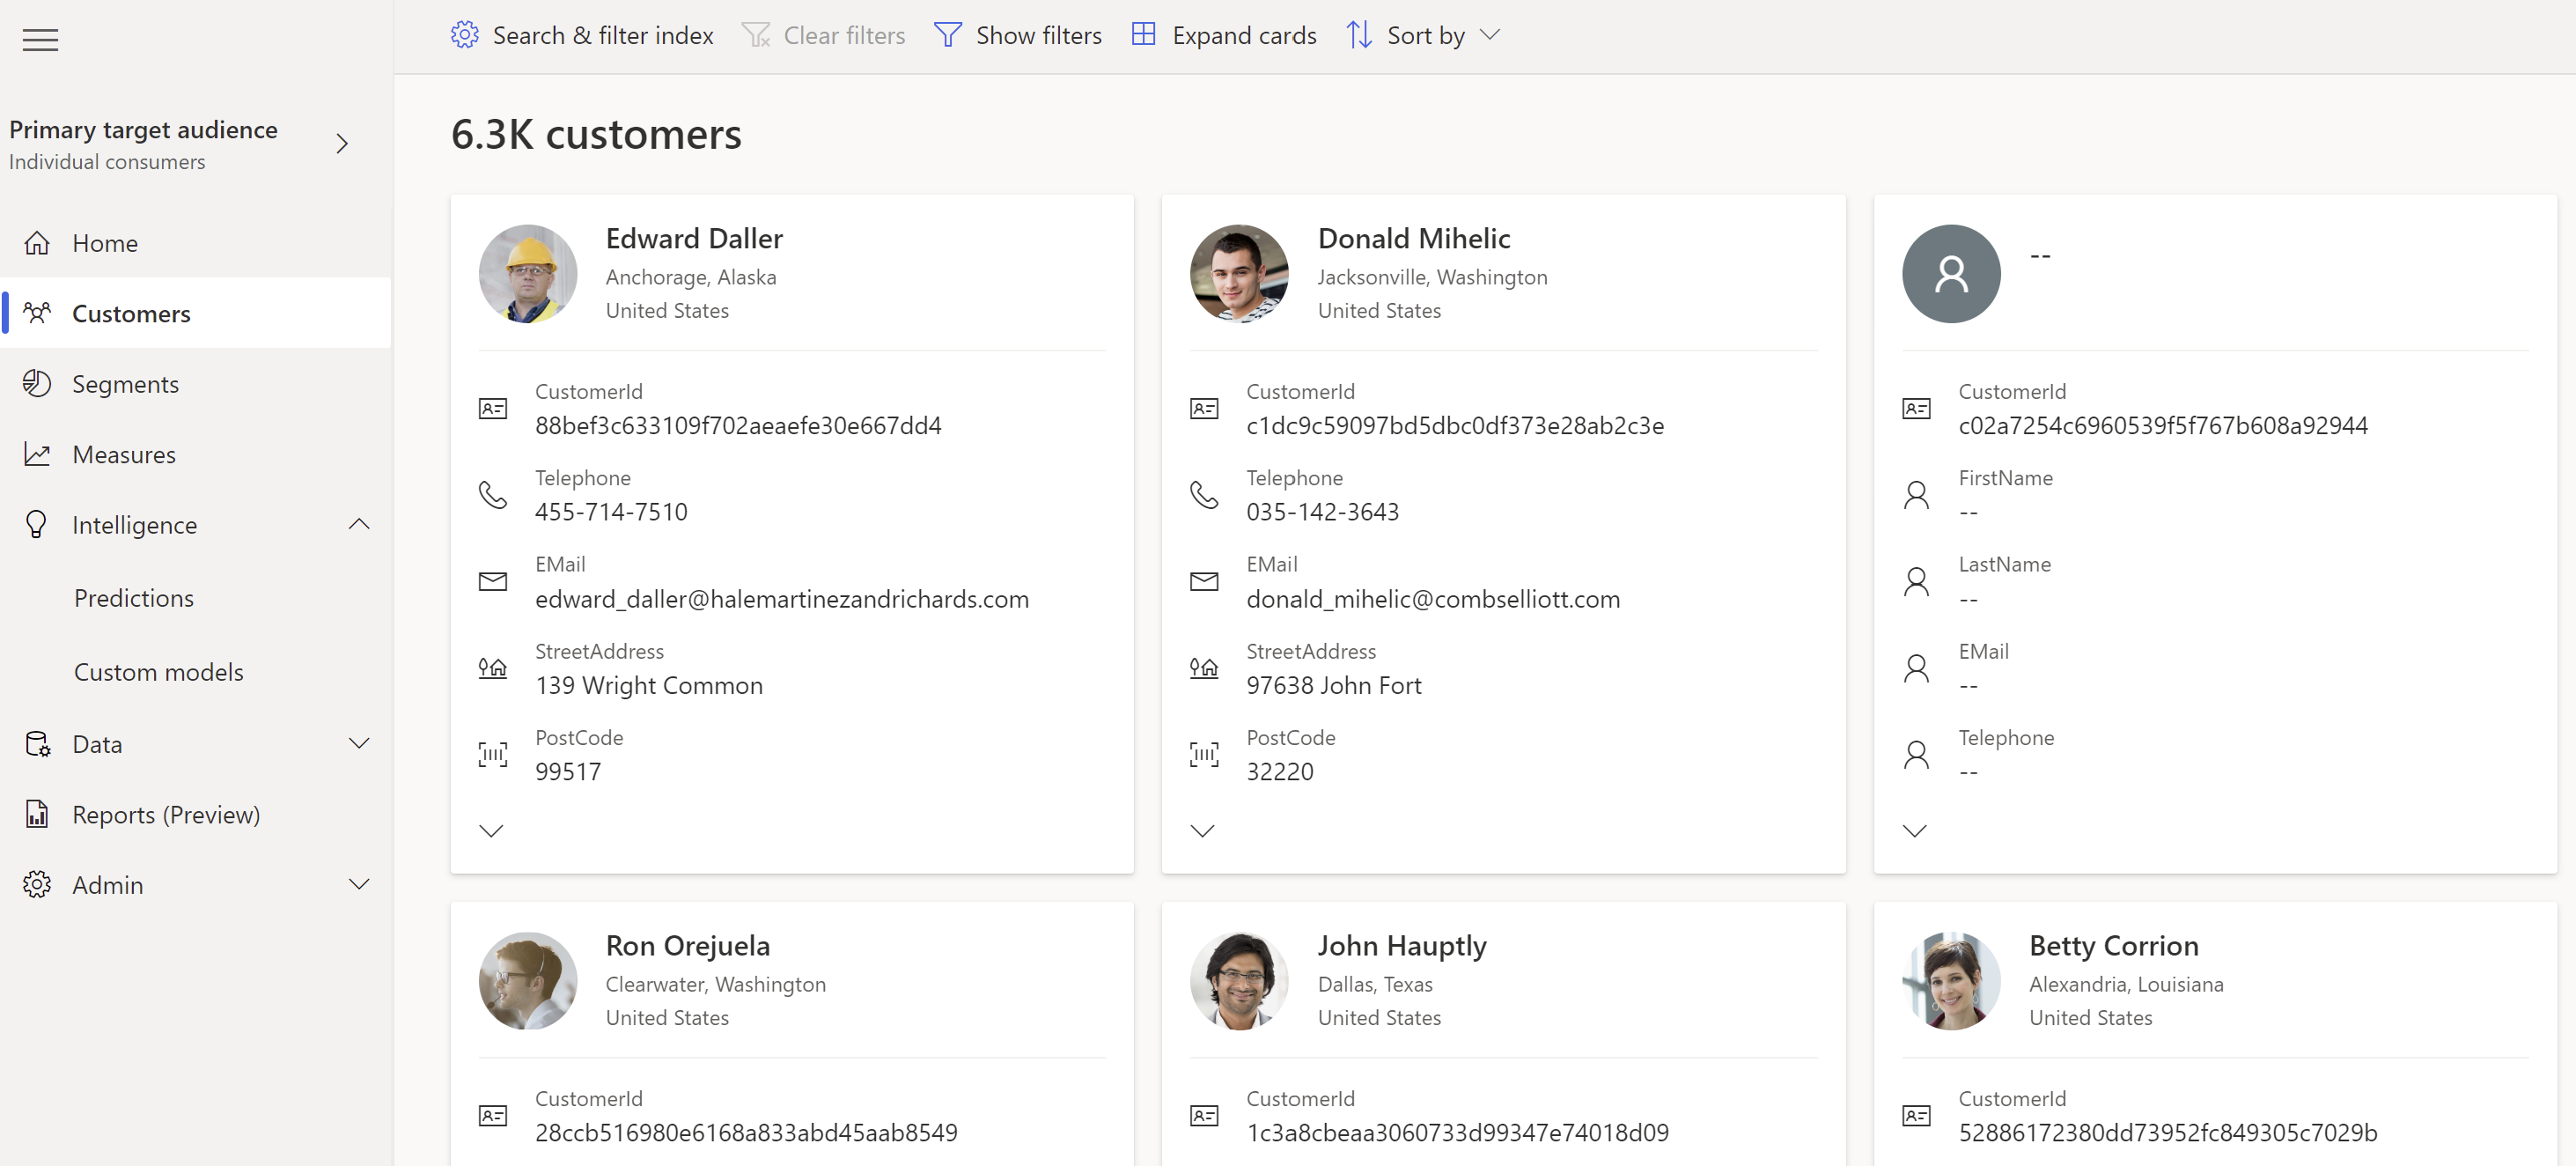 Search & filter index
Clear filters
Show filters
Expand cards
Sort by
Primary target audience
Individual consumers
Home
Customers
Segments
Measures
Intelligence
Predictions
Custom models
Data
Reports (Preview)
Admin
6.3K customers
Edward Daller
Anchorage, Alaska
United States
CustomerId
88bef3c633109f702aeaefe30e667dd4
Telephone
455-714-7510
EMail
edward_daller@halemartinezandrichards.com
StreetAddress
139 Wright Common
PostCode
99517
Donald Mihelic
Jacksonville, Washington
United States
CustomerId
c1dc9c59097bd5dbc0df373e28ab2c3e
Telephone
035-142-3643
EMail
donald_mihelic@combselliott.com
StreetAddress
97638 John Fort
PostCode
32220
--
CustomerId
c02a7254c6960539f5f767b608a92944
FirstName
--
LastName
--
EMail
--
Telephone
--
Ron Orejuela
Clearwater, Washington
United States
CustomerId
28ccb516980e6168a833abd45aab8549
John Hauptly
Dallas, Texas
United States
CustomerId
1c3a8cbeaa3060733d99347e74018d09
Betty Corrion
Alexandria, Louisiana
United States
CustomerId
52886172380dd73952fc849305c7029b